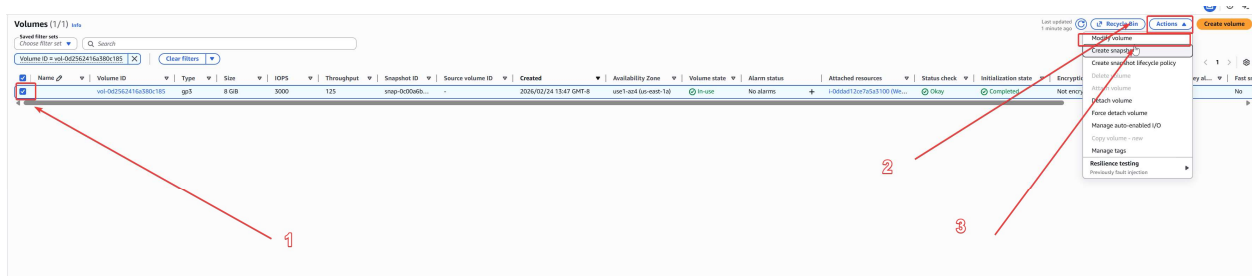 Volumes (1/1) Info
Last updated
1 minute ago
Recycle Bin
Actions
Create volume
Saved filter sets
Choose filter set
Search
Volume ID = vol-0d2562416a380c185
Clear filters
Modify volume
Create snapshot
Create snapshot lifecycle policy
Delete volume
Attach volume
Detach volume
Force detach volume
Manage auto-enabled I/O
Copy volume - new
Manage tags
Resilience testing
Previously fault injection
1
Name Volume ID Type Size IOPS Throughput Snapshot ID Source volume ID Created Availability Zone Volume state Alarm status Attached resources Status check Initialization state Encrypti ey al... Fast s
vol-0d2562416a380c185 gp3 8 GiB 3000 125 snap-0c0a6b... - 2026/02/24 13:47 GMT-8 use1-az4 (us-east-1a) In-use No alarms + i-0ddad12ce7a5a3100 (We... Okay Completed Not encry No
2
3
1